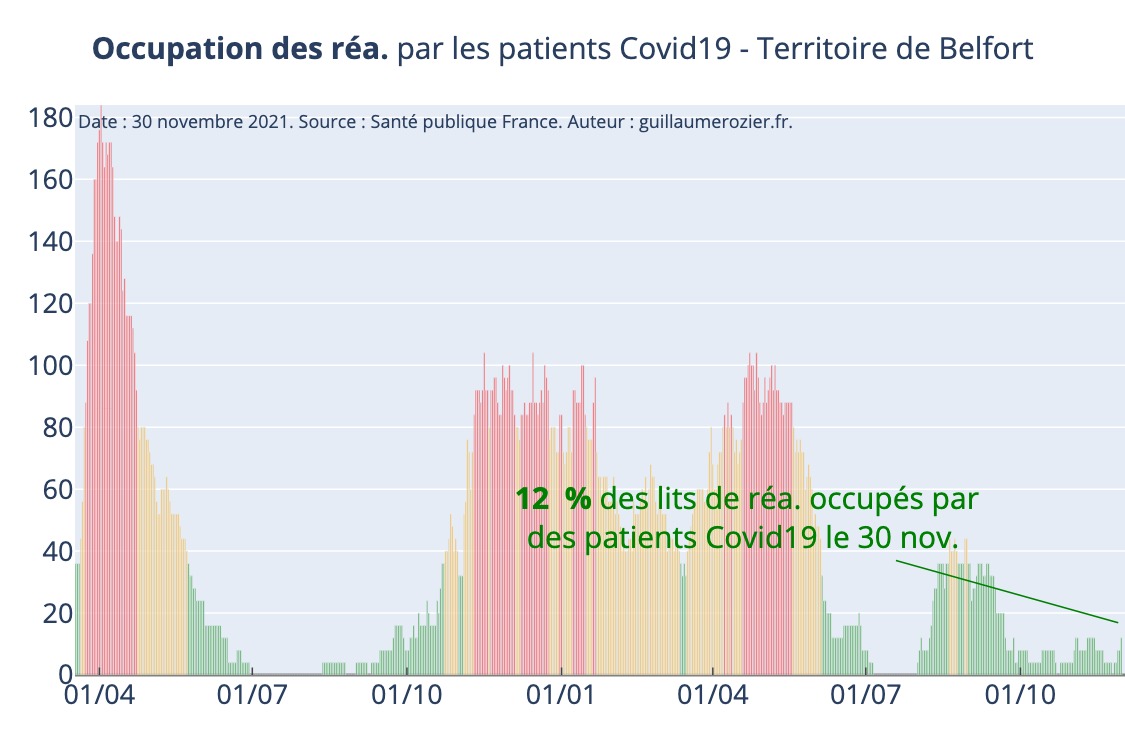 Occupation des réa. par les patients Covid19 - Territoire de Belfort
180
Date : 30 novembre 2021. Source : Santé publique France. Auteur : guillaumerozier.fr.
160
140
120
100
80
60
12 % des lits de réa. occupés par
des patients Covid19 le 30 nov.
40
20
0
01/04 01/07 01/10 01/01 01/04 01/07 01/10